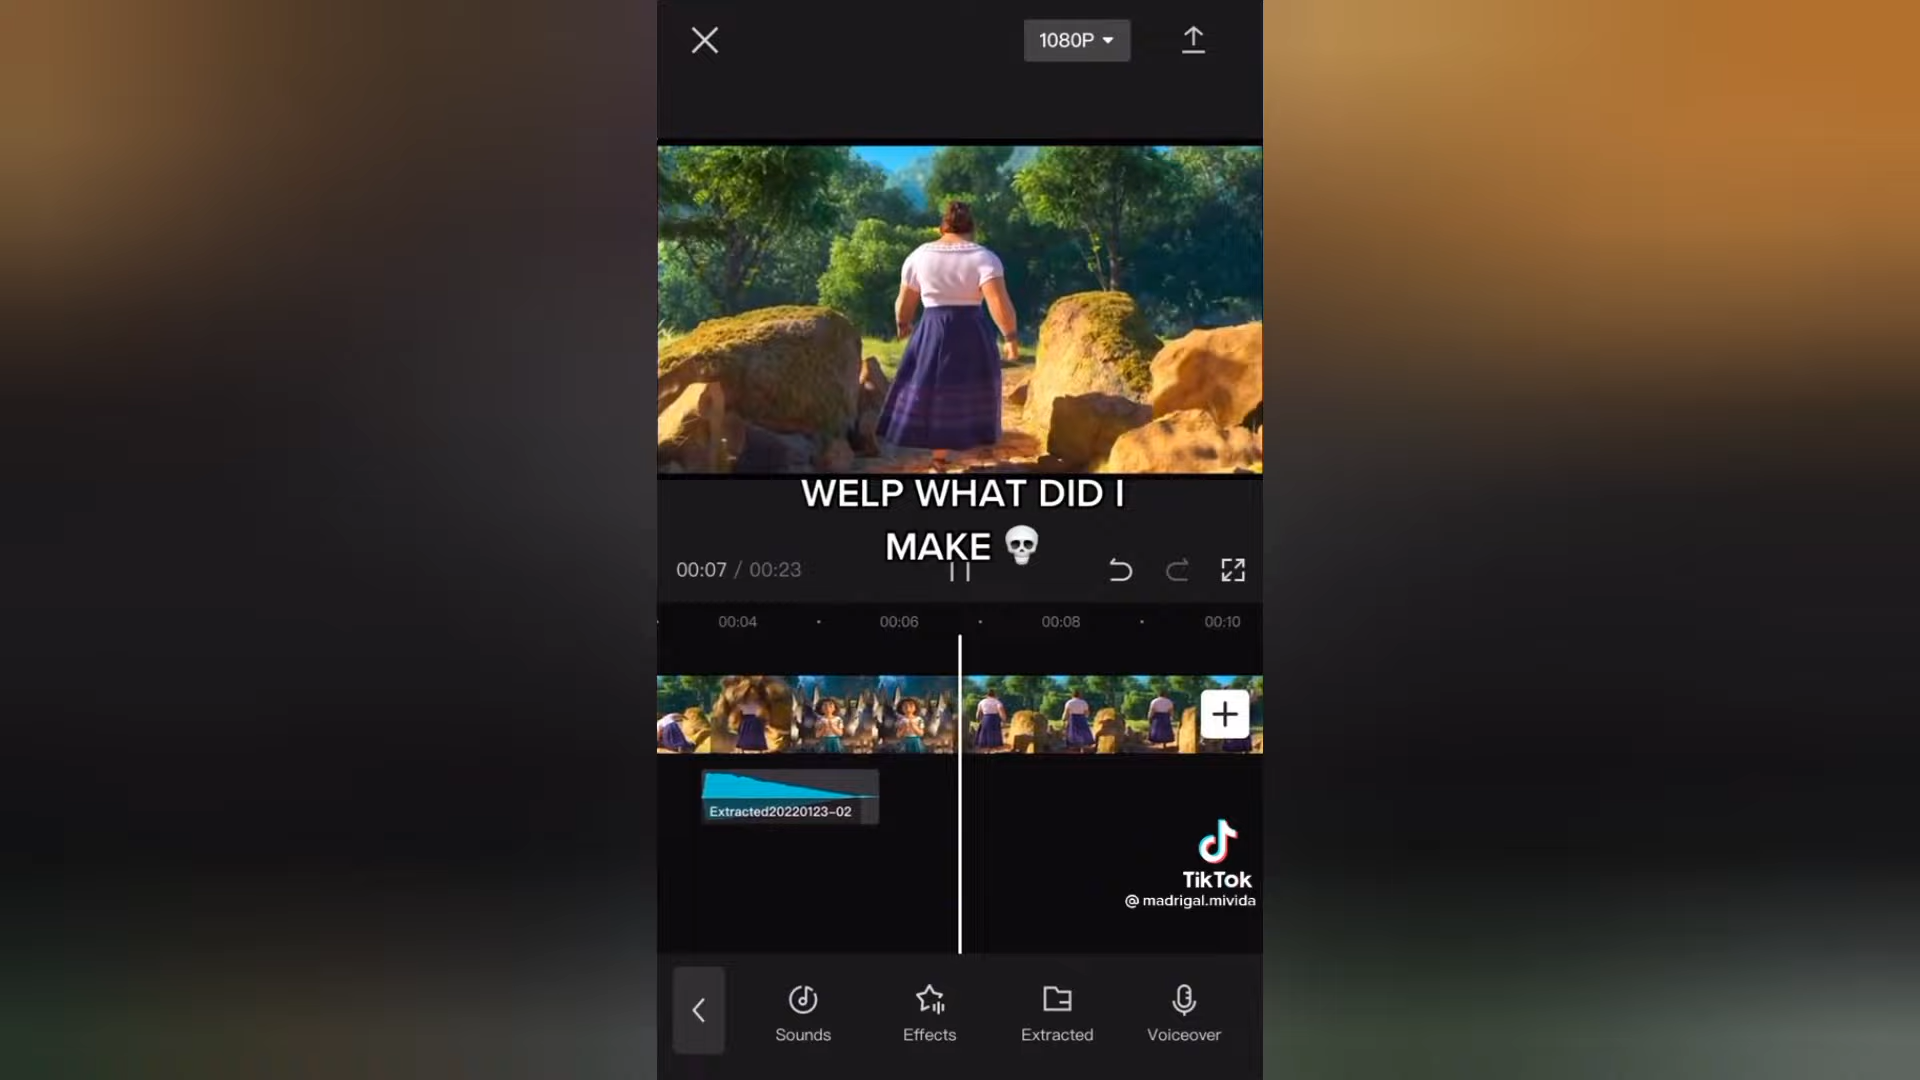 1080P
WELP WHAT DID I
MAKE 💀
00:07 / 00:23
00:04
00:06
00:08
00:10
Extracted20220123-02
TikTok
@madrigal.mivida
Sounds
Effects
Extracted
Voiceover